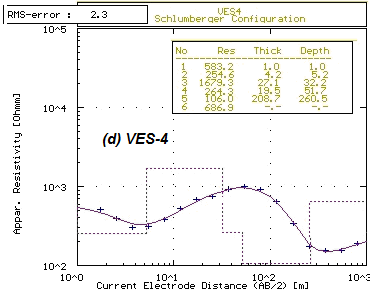 RMS-error : 2.3
VES4
Schlumberger Configuration
No Res Thick Depth
1 583.2 1.0 1.0
2 254.6 4.2 5.2
3 1679.3 27.1 32.2
4 264.3 19.5 51.7
5 106.0 208.7 260.5
6 686.9 -.- -.-
(d) VES-4
Appar. Resistivity [Ohmm]
10^5
10^4
10^3
10^2
10^0 10^1 10^2 10^3
Current Electrode Distance (AB/2) [m]